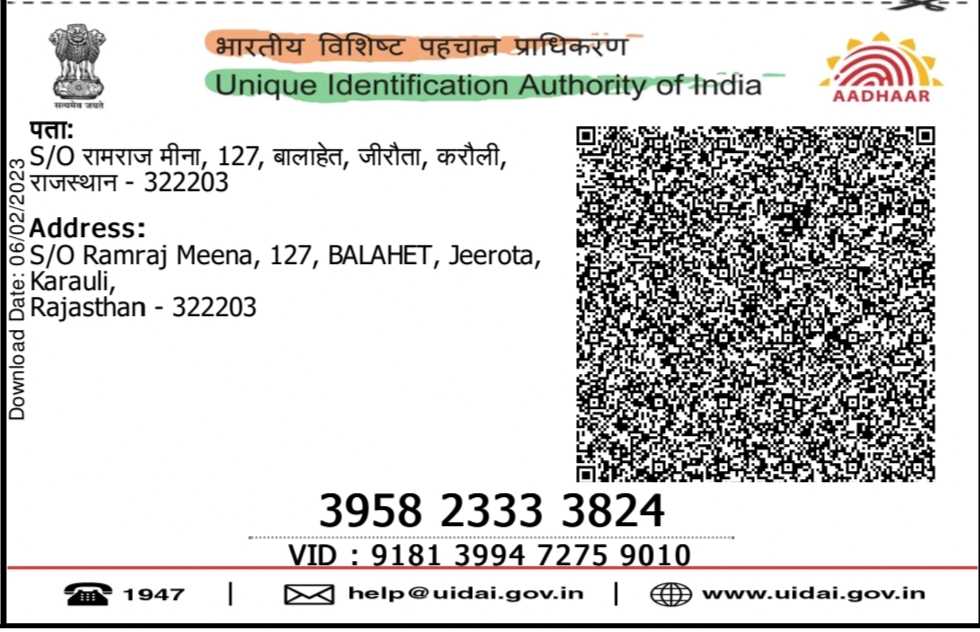 भारतीय विशिष्ट पहचान प्राधिकरण
Unique Identification Authority of India
सत्यमेव जयते
AADHAAR
पता:
S/O रामराज मीना, 127, बालाहेत, जीरौता, करौली,
राजस्थान - 322203
Address:
S/O Ramraj Meena, 127, BALAHET, Jeerota,
Karauli,
Rajasthan - 322203
Download Date: 06/02/2023
3958 2333 3824
VID : 9181 3994 7275 9010
1947 | help@uidai.gov.in | www.uidai.gov.in